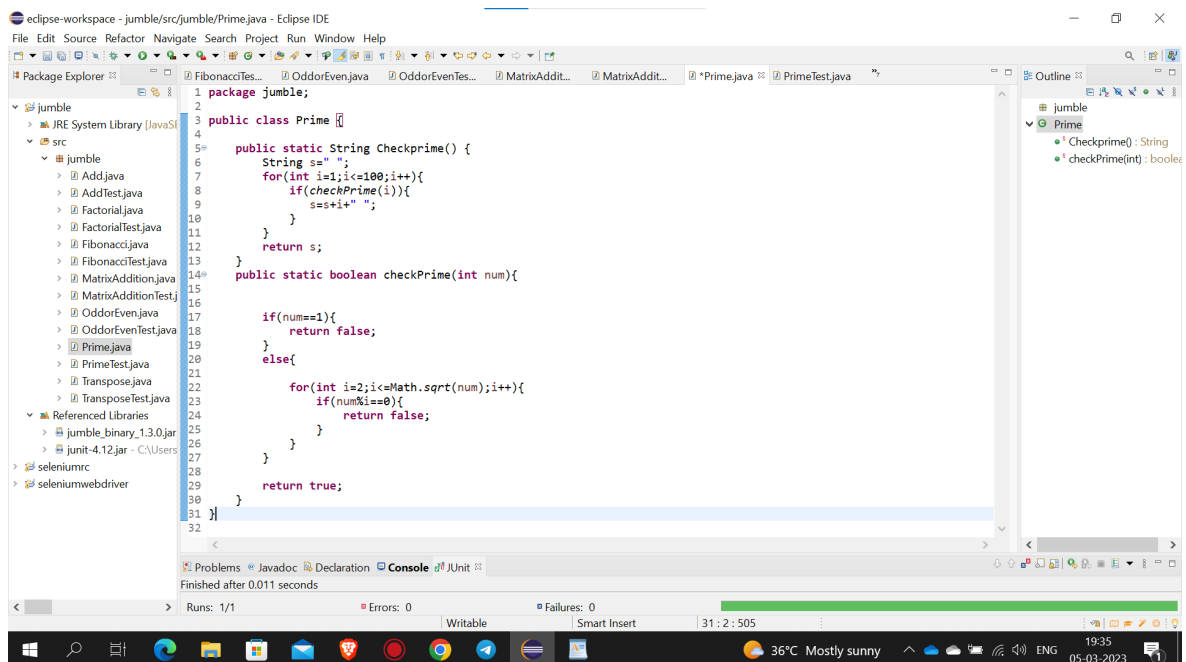 eclipse-workspace - jumble/src/jumble/Prime.java - Eclipse IDE
File Edit Source Refactor Navigate Search Project Run Window Help
Package Explorer
FibonacciTes... OddorEven.java OddorEvenTes... MatrixAddit... MatrixAddit... *Prime.java PrimeTest.java
Outline
jumble
JRE System Library [JavaSI
src
jumble
Add.java
AddTest.java
Factorial.java
FactorialTest.java
Fibonacci.java
FibonacciTest.java
MatrixAddition.java
MatrixAdditionTest.j
OddorEven.java
OddorEvenTest.java
Prime.java
PrimeTest.java
Transpose.java
TransposeTest.java
Referenced Libraries
jumble_binary_1.3.0.jar
junit-4.12.jar - C:\Users
seleniumrc
seleniumwebdriver
1 package jumble;
2
3 public class Prime {
4
5 public static String Checkprime() {
6 String s=" ";
7 for(int i=1;i<=100;i++){
8 if(checkPrime(i)){
9 s=s+i+" ";
10 }
11 }
12 return s;
13 }
14 public static boolean checkPrime(int num){
15
16
17 if(num==1){
18 return false;
19 }
20 else{
21
22 for(int i=2;i<=Math.sqrt(num);i++){
23 if(num%i==0){
24 return false;
25 }
26 }
27 }
28
29 return true;
30 }
31 }
32
jumble
Prime
Checkprime() : String
checkPrime(int) : boolea
Problems Javadoc Declaration Console JUnit
Finished after 0.011 seconds
Runs: 1/1 Errors: 0 Failures: 0
Writable Smart Insert 31 : 2 : 505
36°C Mostly sunny ENG 19:35
05-03-2023 1